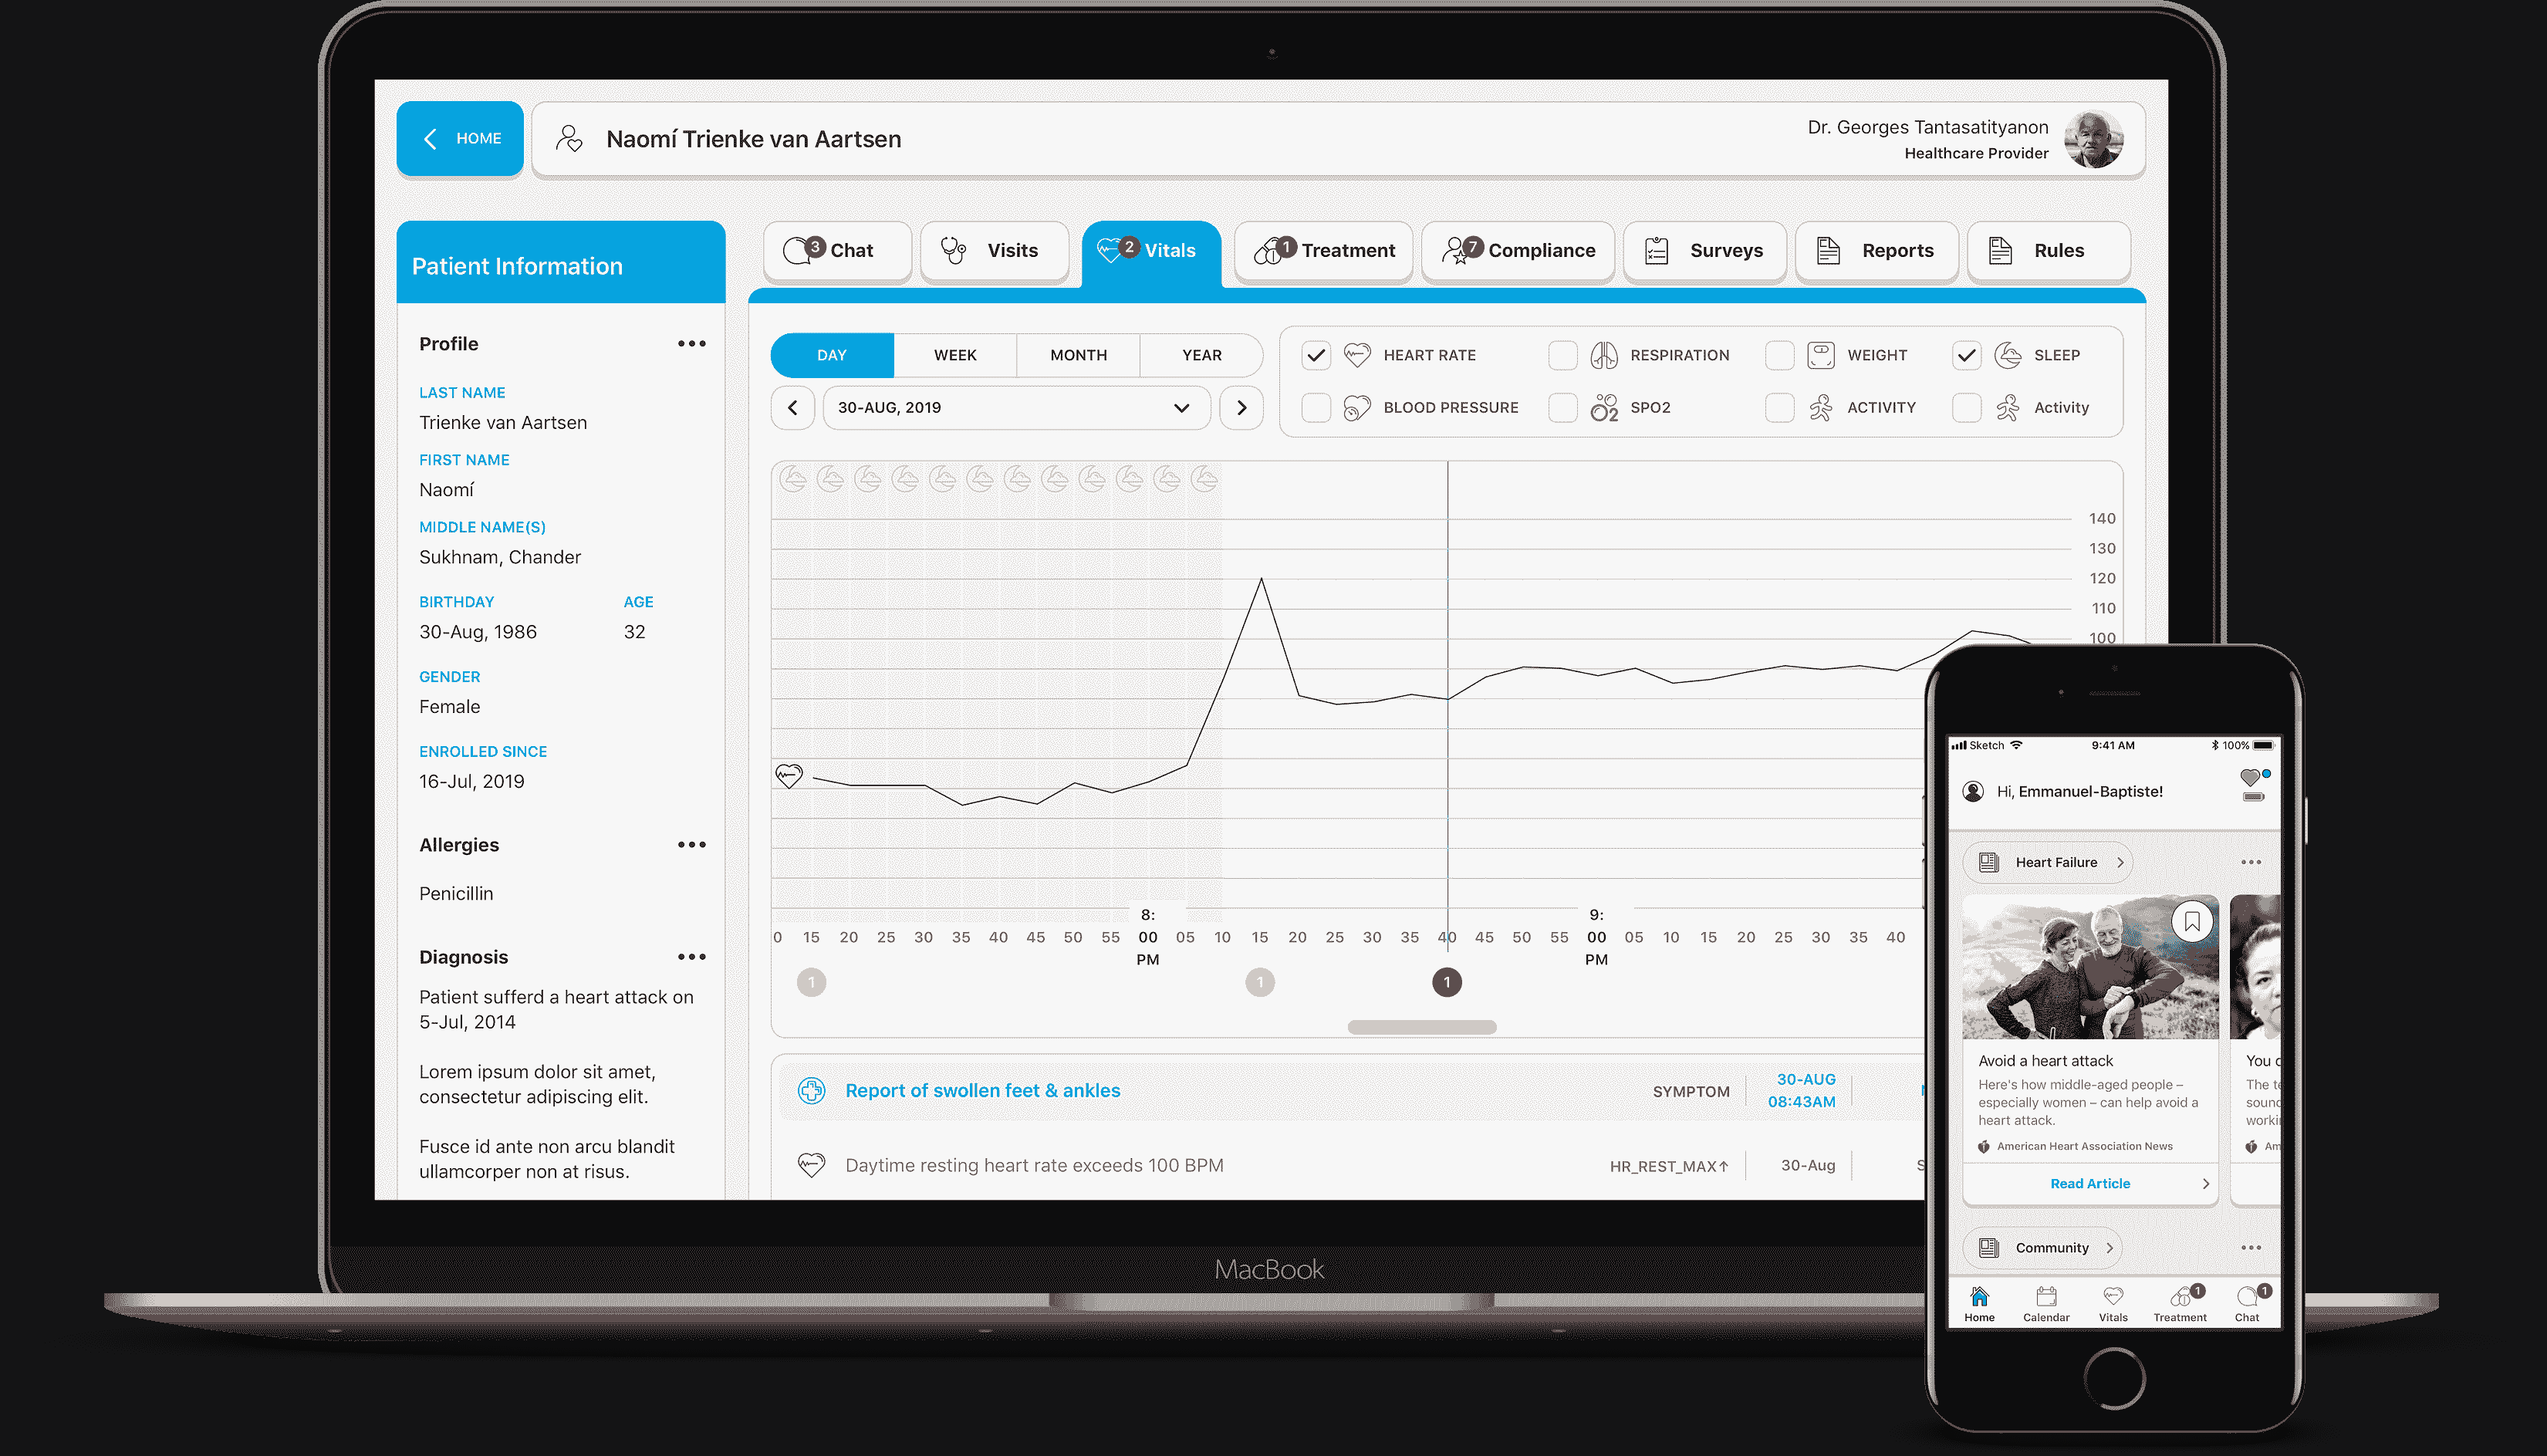 HOME
Naomí Trienke van Aartsen
Dr. Georges Tantasatityanon
Healthcare Provider
Patient Information
3 Chat
Visits
2 Vitals
1 Treatment
7 Compliance
Surveys
Reports
Rules
Profile
LAST NAME
Trienke van Aartsen
FIRST NAME
Naomí
MIDDLE NAME(S)
Sukhnam, Chander
BIRTHDAY AGE
30-Aug, 1986 32
GENDER
Female
ENROLLED SINCE
16-Jul, 2019
Allergies
Penicillin
Diagnosis
Patient sufferd a heart attack on
5-Jul, 2014
Lorem ipsum dolor sit amet,
consectetur adipiscing elit.
Fusce id ante non arcu blandit
ullamcorper non at risus.
DAY WEEK MONTH YEAR
30-AUG, 2019
HEART RATE RESPIRATION WEIGHT SLEEP
BLOOD PRESSURE SPO2 ACTIVITY Activity
O2
140
130
120
110
100
8: 9:
0 15 20 25 30 35 40 45 50 55 00 05 10 15 20 25 30 35 40 45 50 55 00 05 10 15 20 25 30 35 40
PM PM
1 1 1
Report of swollen feet & ankles SYMPTOM 30-AUG
08:43AM
Daytime resting heart rate exceeds 100 BPM HR_REST_MAX↑ 30-Aug S
MacBook
Sketch 9:41 AM 100%
Hi, Emmanuel-Baptiste!
Heart Failure
Avoid a heart attack
Here's how middle-aged people –
especially women – can help avoid a
heart attack.
American Heart Association News
Read Article
You c
The te
sound
workin
Am
Community
1 1
Home Calendar Vitals Treatment Chat